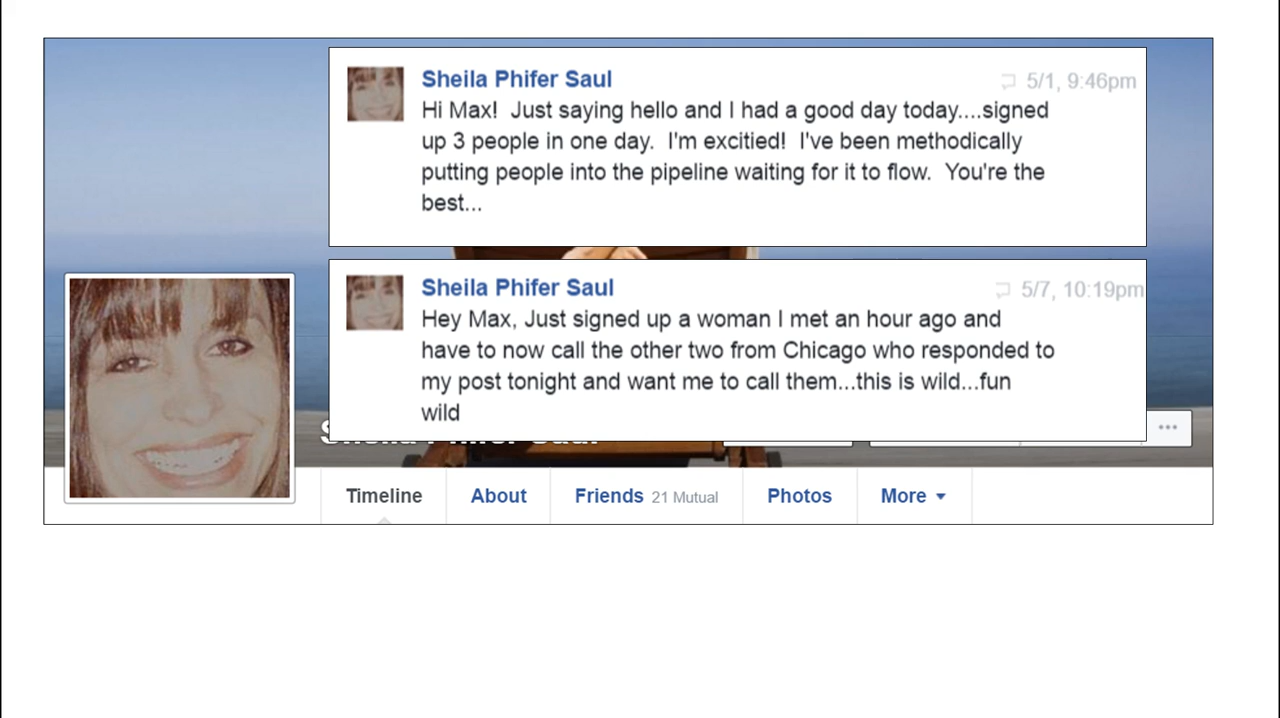 Sheila Phifer Saul
5/1, 9:46pm
Hi Max!  Just saying hello and I had a good day today....signed
up 3 people in one day.  I'm excitied!  I've been methodically
putting people into the pipeline waiting for it to flow.  You're the
best...
Sheila Phifer Saul
5/7, 10:19pm
Hey Max, Just signed up a woman I met an hour ago and
have to now call the other two from Chicago who responded to
my post tonight and want me to call them...this is wild...fun
wild
Sheila Phifer Saul
Timeline
About
Friends 21 Mutual
Photos
More